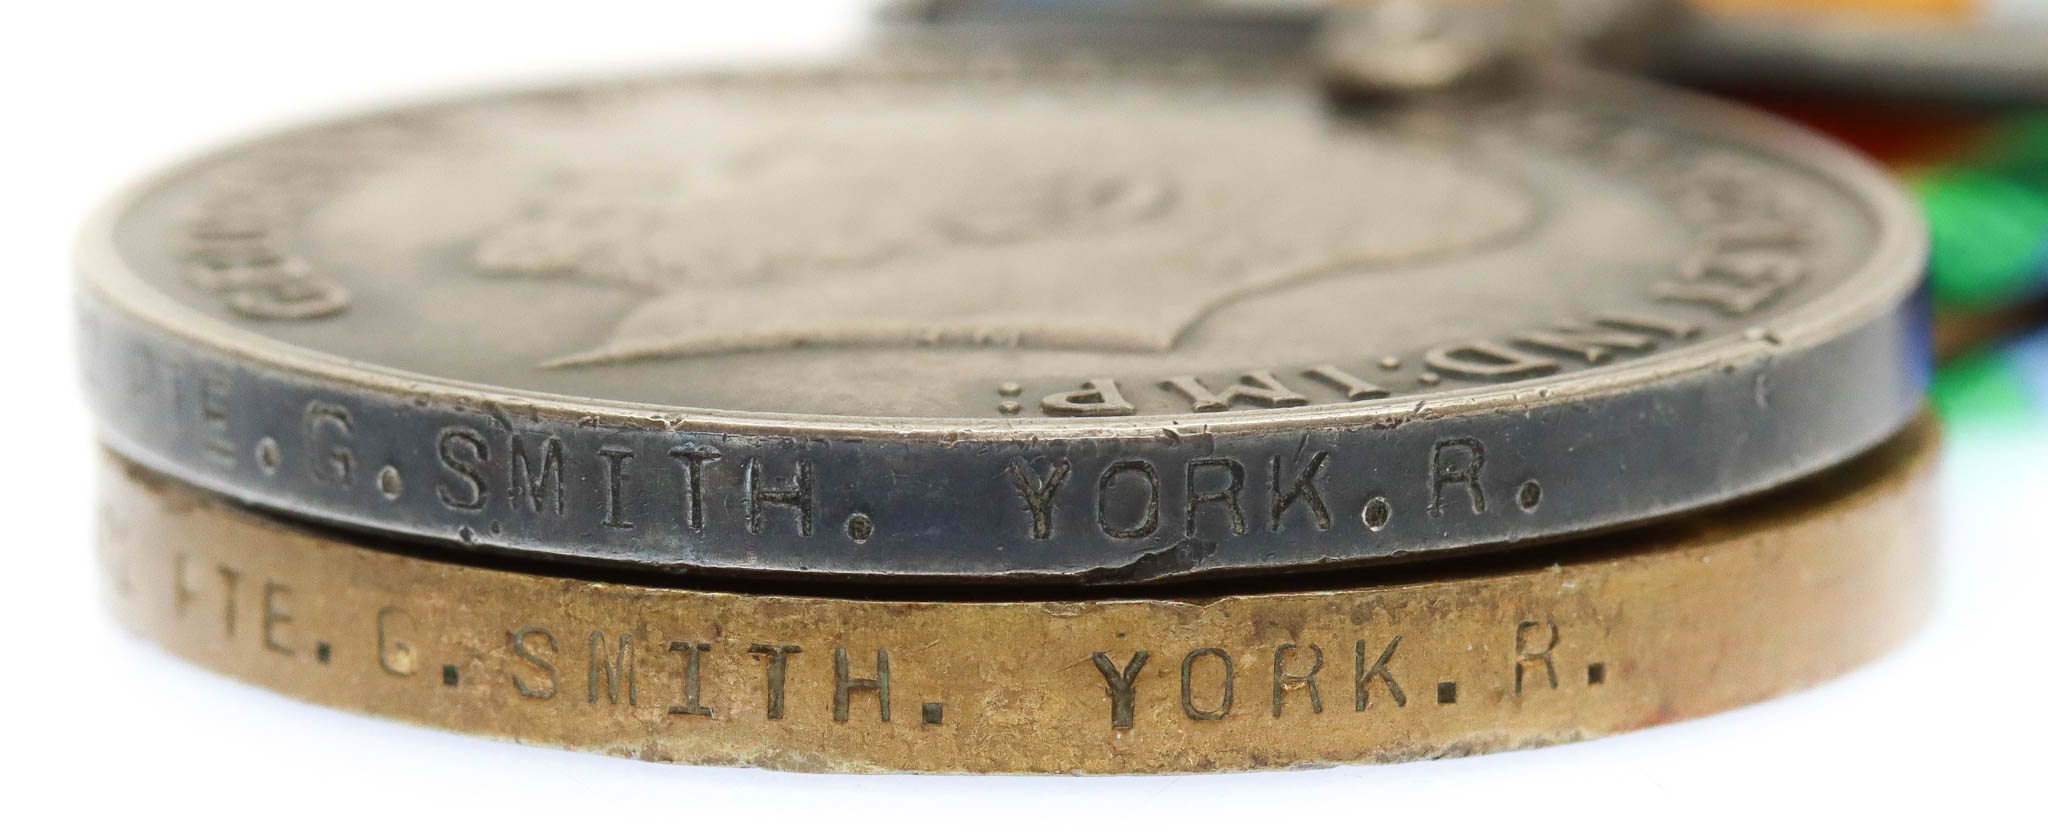 IND: IMP:
PTE. G. SMITH. YORK. R.
PTE. G. SMITH. YORK. R.